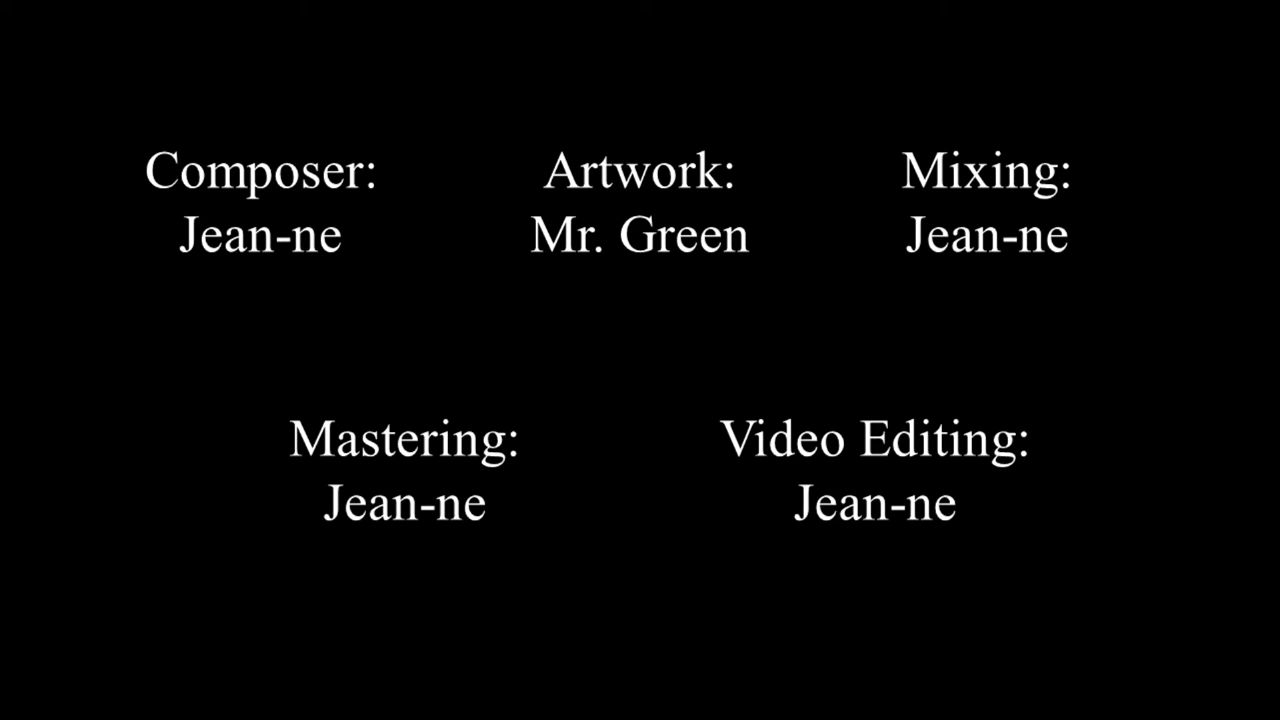 Composer:
Jean-ne
Artwork:
Mr. Green
Mixing:
Jean-ne
Mastering:
Jean-ne
Video Editing:
Jean-ne